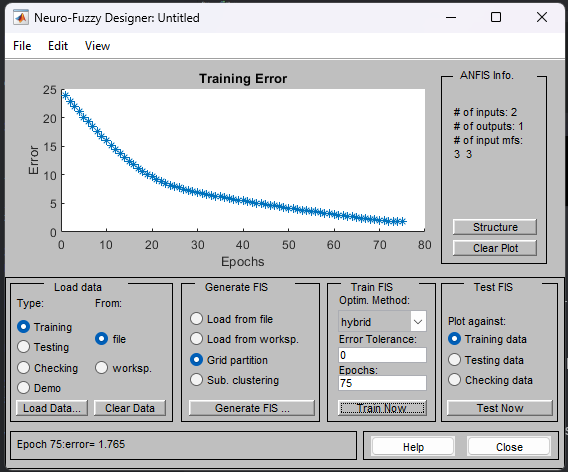 Neuro-Fuzzy Designer: Untitled
File Edit View
Training Error
25
20
15
10
5
0
0 10 20 30 40 50 60 70 80
Error
Epochs
ANFIS Info.
# of inputs: 2
# of outputs: 1
# of input mfs:
3 3
Structure
Clear Plot
Load data
Type: From:
Training
Testing
Checking
Demo
file
worksp.
Load Data... Clear Data
Generate FIS
Load from file
Load from worksp.
Grid partition
Sub. clustering
Generate FIS ...
Train FIS
Optim. Method:
hybrid
Error Tolerance:
0
Epochs:
75
Train Now
Test FIS
Plot against:
Training data
Testing data
Checking data
Test Now
Epoch 75:error= 1.765
Help
Close